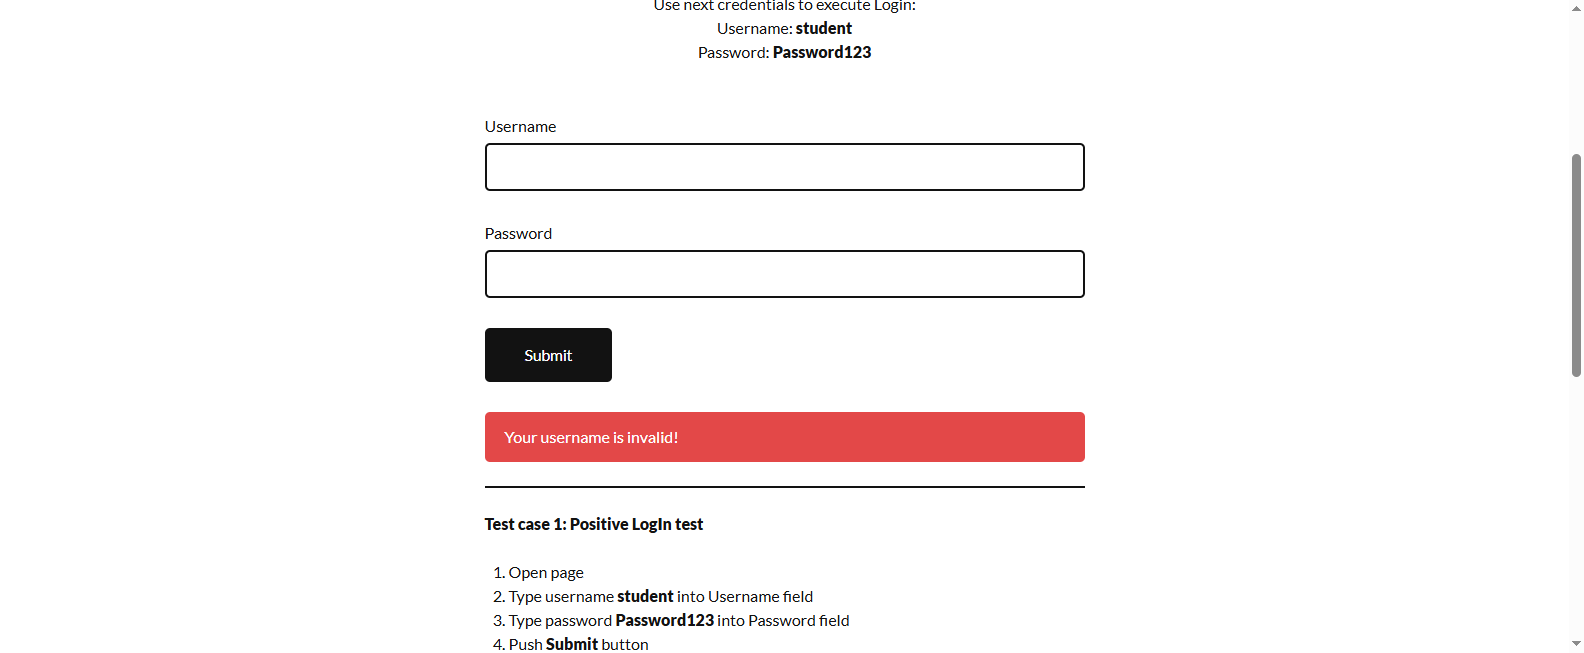 Use next credentials to execute Login:
Username: student
Password: Password123
Username
Password
Submit
Your username is invalid!
Test case 1: Positive LogIn test
1. Open page
2. Type username student into Username field
3. Type password Password123 into Password field
4. Push Submit button